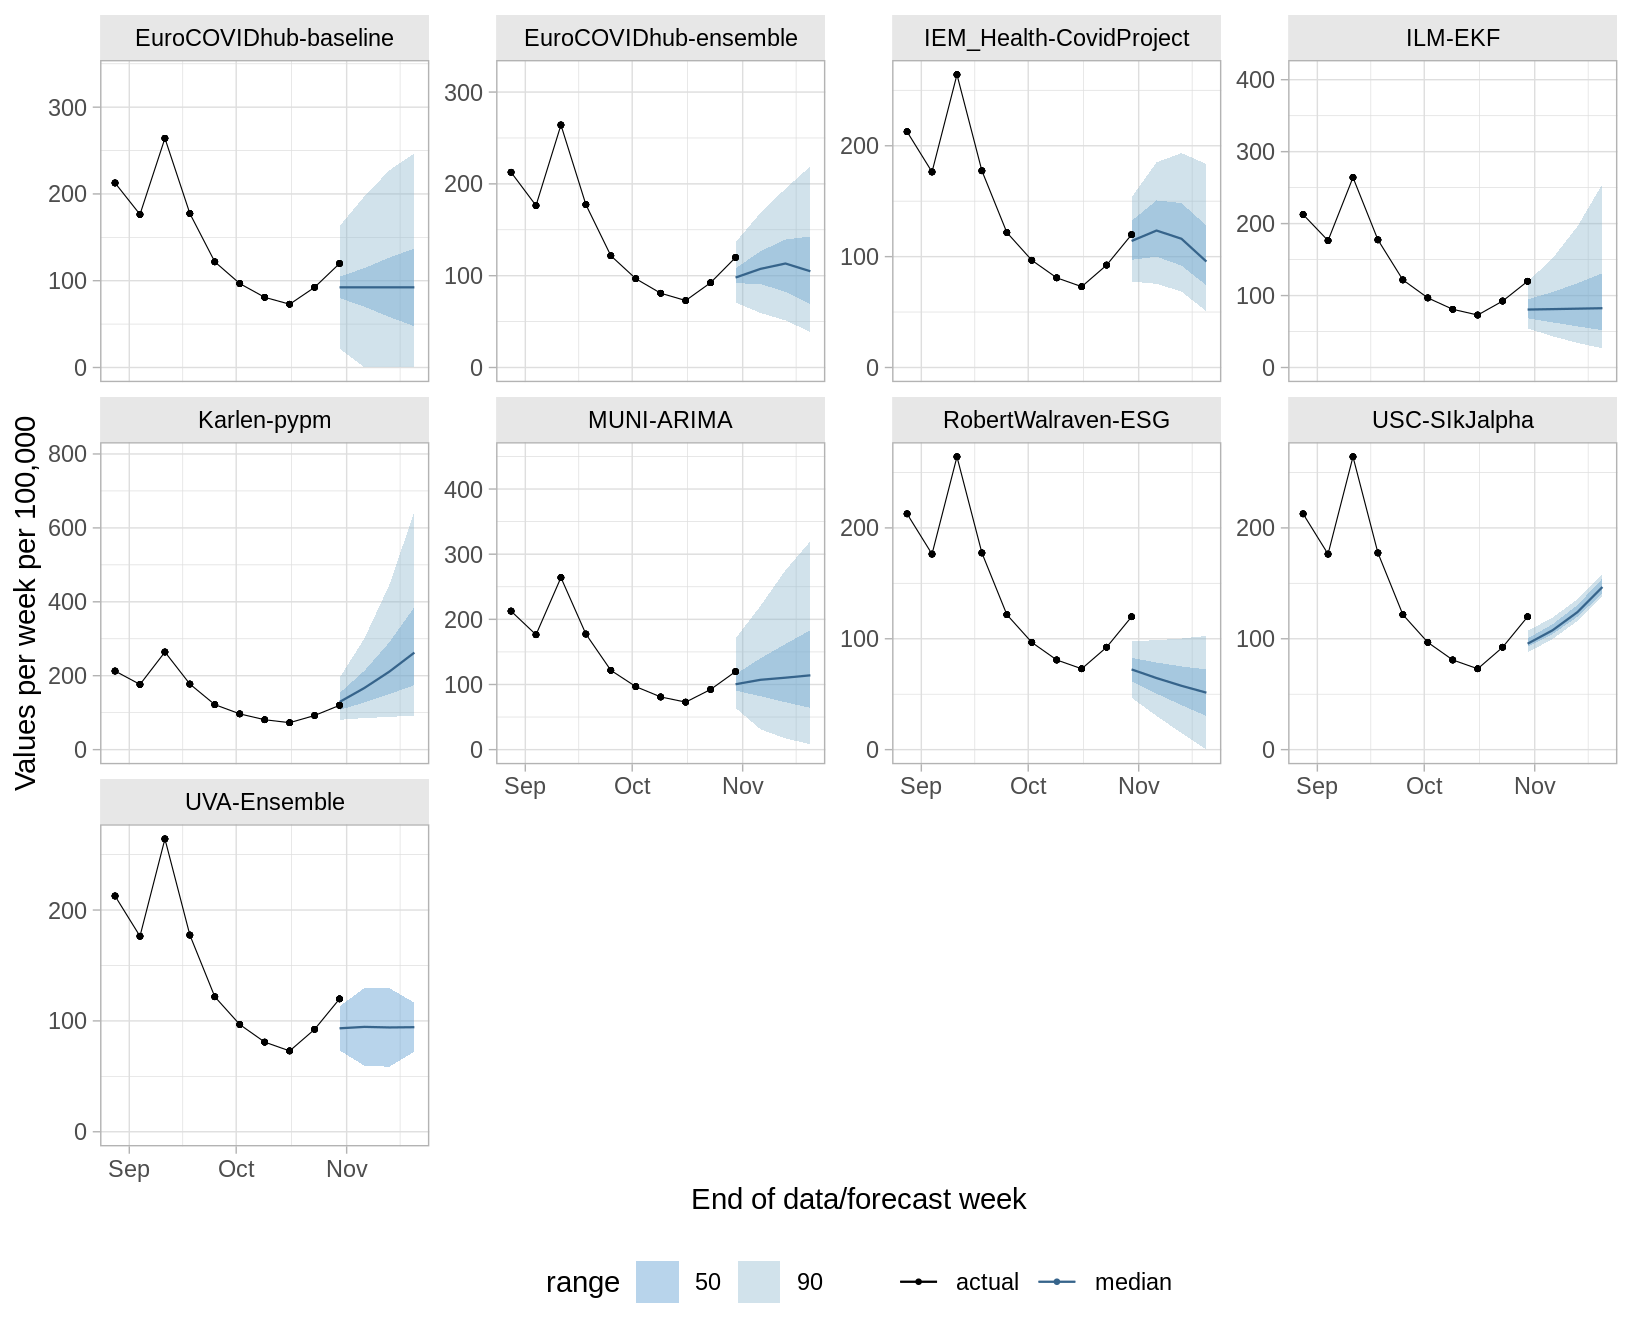 EuroCOVIDhub-baseline
EuroCOVIDhub-ensemble
IEM_Health-CovidProject
ILM-EKF
300
200
100
0
300
200
100
0
200
100
0
400
300
200
100
0
Karlen-pypm
MUNI-ARIMA
RobertWalraven-ESG
USC-SIkJalpha
800
600
400
200
0
400
300
200
100
0
Sep Oct Nov
200
100
0
Sep Oct Nov
200
100
0
Sep Oct Nov
UVA-Ensemble
200
100
0
Sep Oct Nov
Values per week per 100,000
End of data/forecast week
range 50 90 actual median